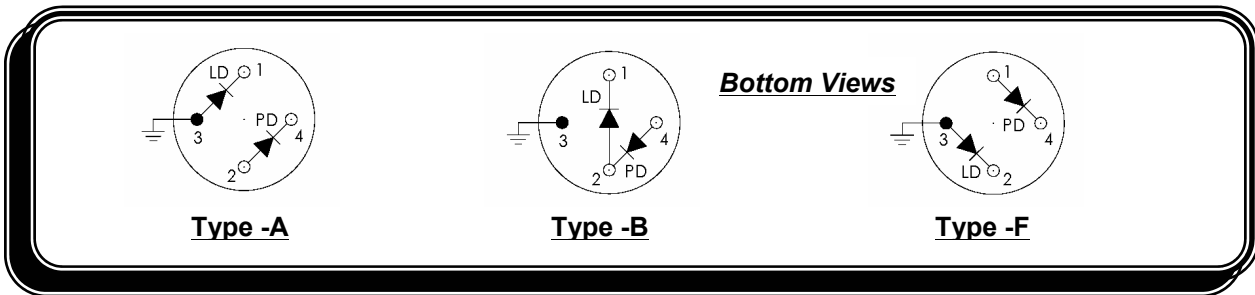 LD 1
PD
3 4
2
Type -A
1
LD
3 4
2 PD
Type -B
Bottom Views
1
PD
3 4
LD 2
Type -F